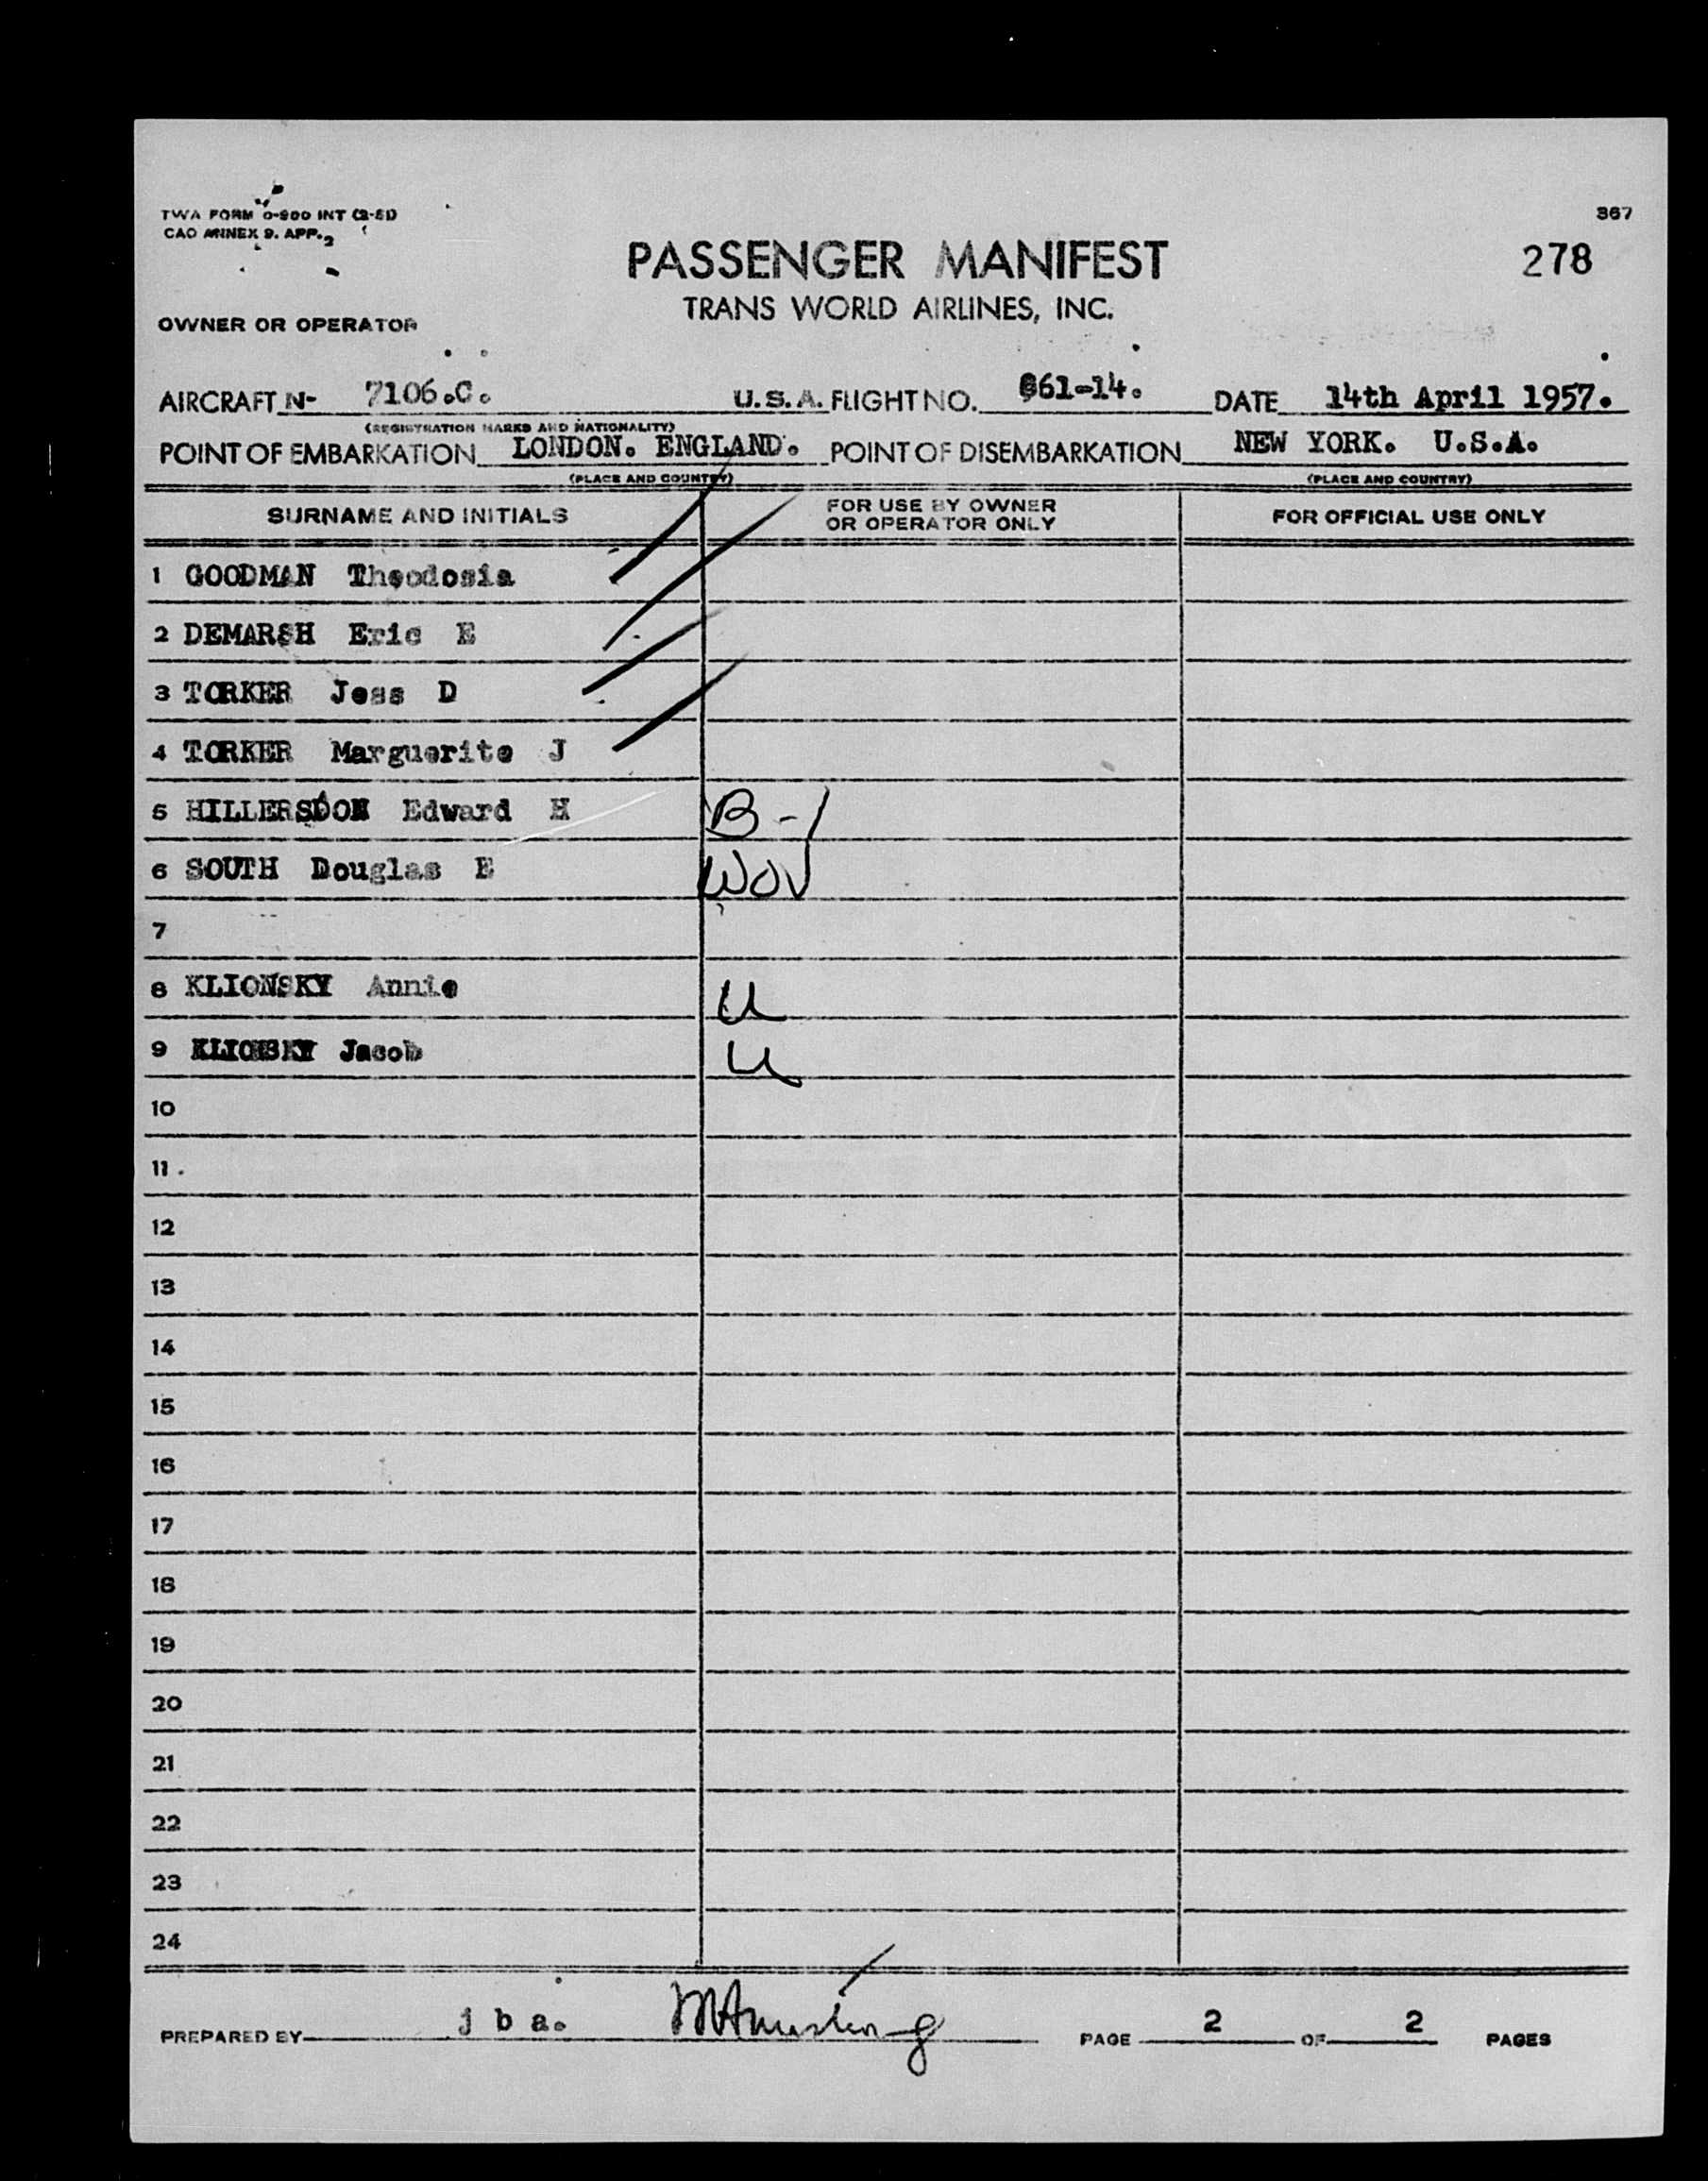 TWA FORM O-900 INT (2-51)
CAO ANNEX 9. APP. 2
367
278
PASSENGER MANIFEST
TRANS WORLD AIRLINES, INC.
OWNER OR OPERATOR
AIRCRAFT N- 7106.C. U.S.A. FLIGHT NO. 861-14. DATE 14th April 1957.
(REGISTRATION MARKS AND NATIONALITY)
POINT OF EMBARKATION LONDON. ENGLAND. POINT OF DISEMBARKATION NEW YORK. U.S.A.
(PLACE AND COUNTRY) (PLACE AND COUNTRY)
SURNAME AND INITIALS FOR USE BY OWNER OR OPERATOR ONLY FOR OFFICIAL USE ONLY
1 GOODMAN Theodosia
2 DEMARSH Eric E
3 TORKER Jess D
4 TORKER Marguerite J
5 HILLERSDON Edward H B-1
6 SOUTH Douglas E WOV
7
8 KLIONSKY Annie U
9 KLIONSKY Jacob U
10
11
12
13
14
15
16
17
18
19
20
21
22
23
24
PREPARED BY j b a. MArmstrong PAGE 2 OF 2 PAGES